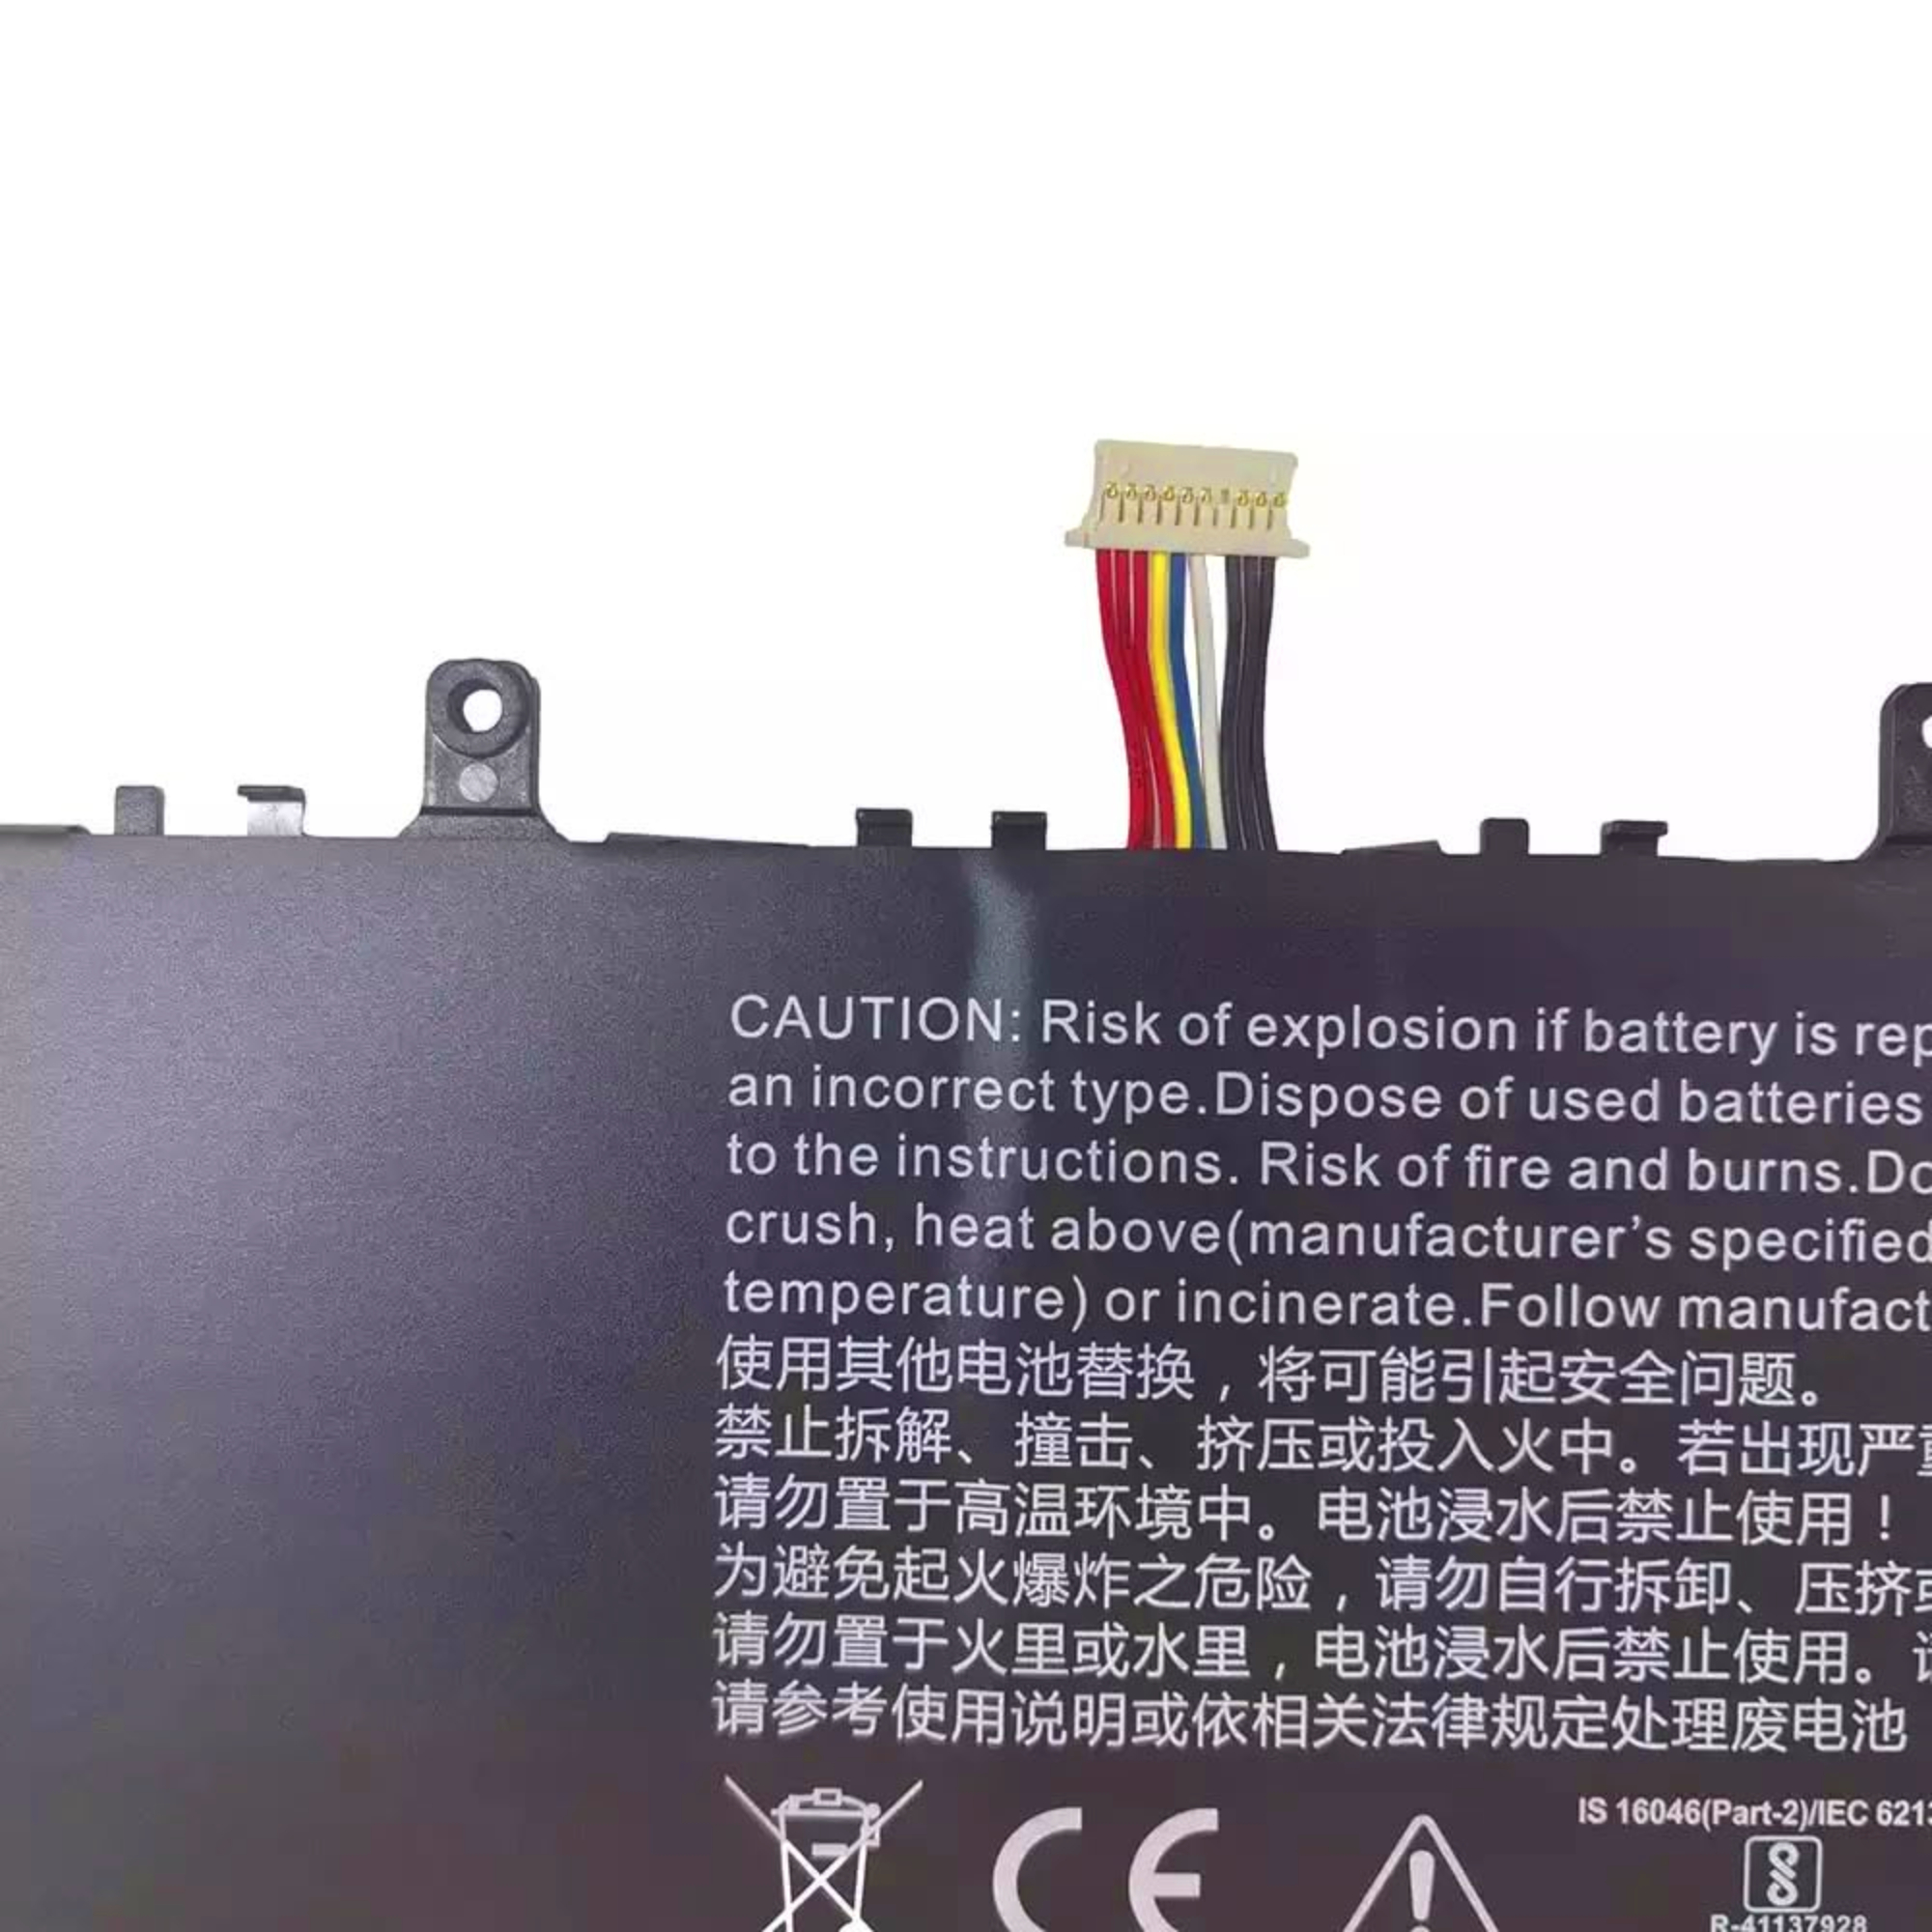 CAUTION: Risk of explosion if battery is
an incorrect type.Dispose of used batteries
to the instructions. Risk of fire and burns.
crush, heat above(manufacturer's specified
temperature) or incinerate.Follow
使用其他电池替换，将可能引起安全问题。
禁止拆解、撞击、挤压或投入火中。若出现严
请勿置于高温环境中。电池浸水后禁止使用！
为避免起火爆炸之危险，请勿自行拆卸、压挤
请勿置于火里或水里，电池浸水后禁止使用。
请参考使用说明或依相关法律规定处理废电池
CE
IS 16046(Part-2)/IEC
R-41137928